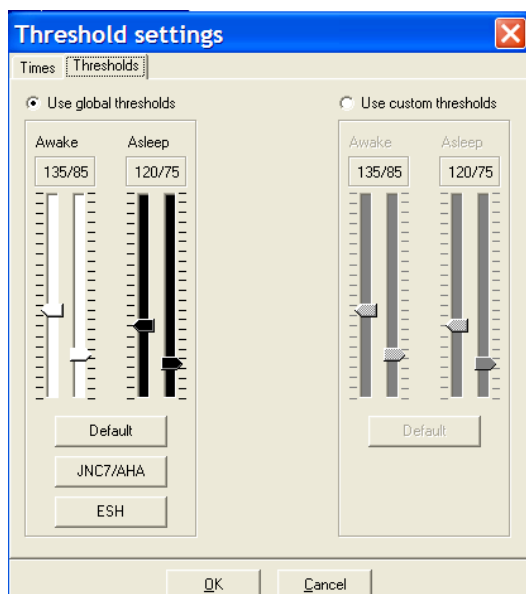 Threshold settings
Times Thresholds
Use global thresholds Use custom thresholds
Awake Asleep Awake Asleep
135/85 120/75 135/85 120/75
Default Default
JNC7/AHA
ESH
OK Cancel